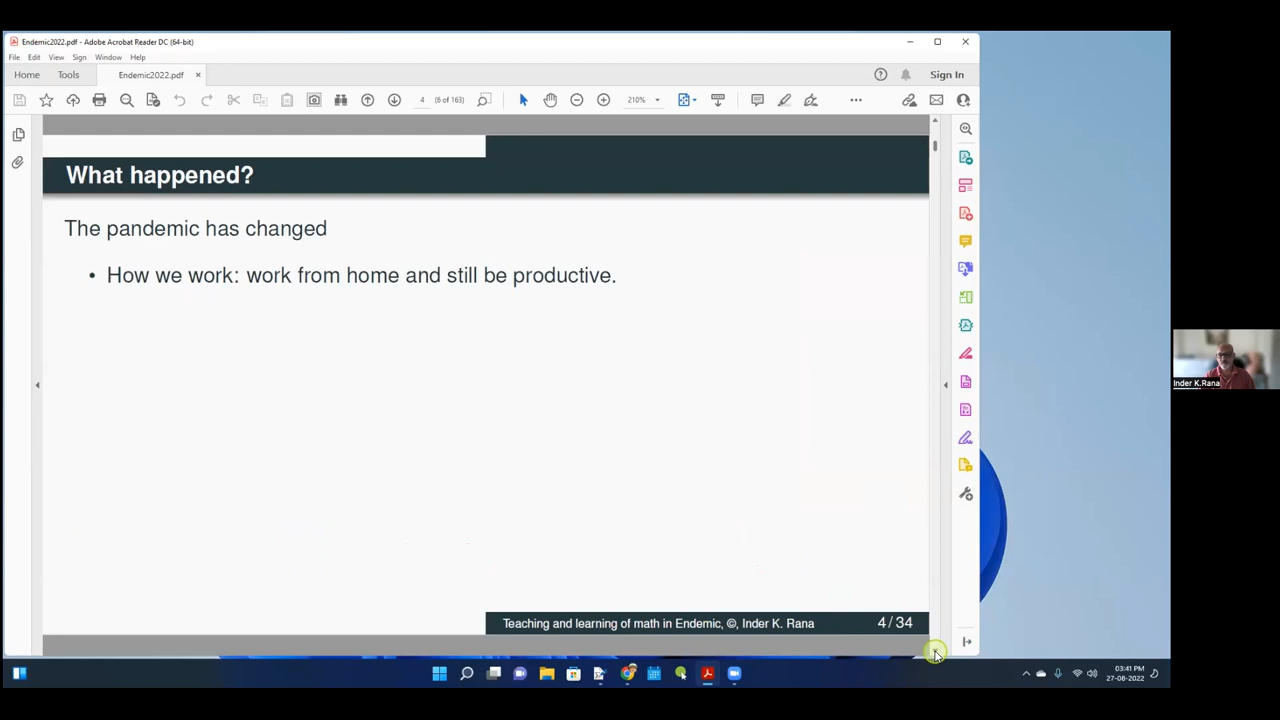 Endemic2022.pdf - Adobe Acrobat Reader DC (64-bit)
File Edit View Sign Window Help
Home Tools Endemic2022.pdf × Sign In
4 (6 of 163) 210%
What happened?
The pandemic has changed
• How we work: work from home and still be productive.
Inder K.Rana
Teaching and learning of math in Endemic, ©, Inder K. Rana 4 / 34
03:41 PM
27-08-2022